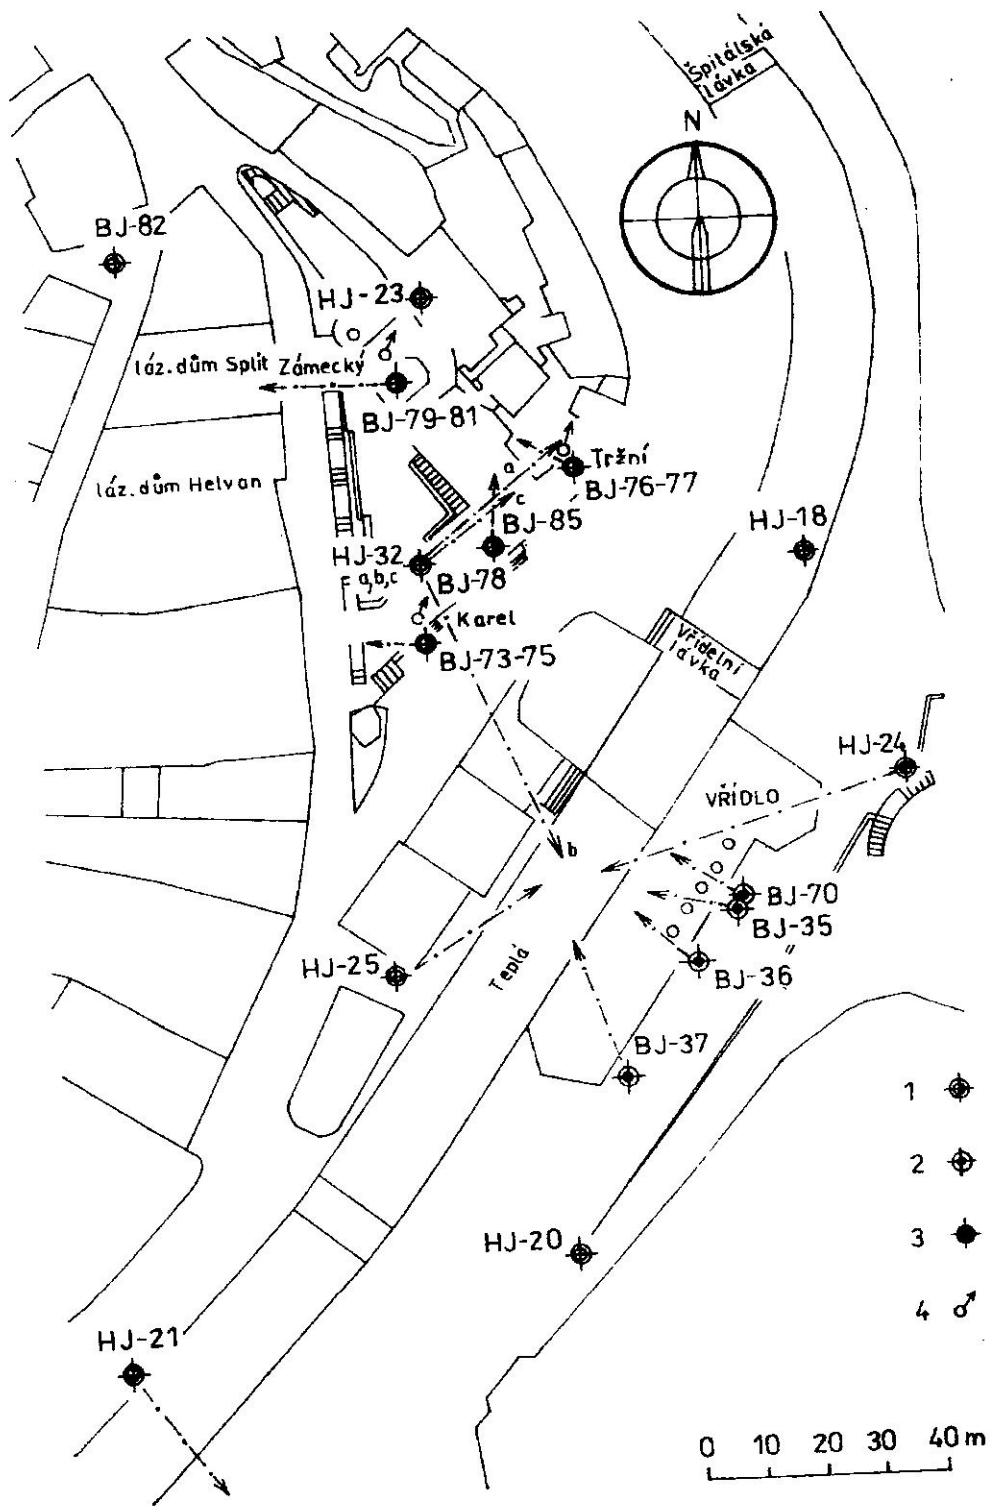 Špitálská
lávka
N
BJ-82
HJ-23
láz. dům Split
Zámecký
BJ-79-81
láz. dům Helvan
a
Tržní
BJ-76-77
c
BJ-85
HJ-18
HJ-32
a,b,c
BJ-78
Karel
BJ-73-75
Vřídelní
lávka
HJ-24
VŘÍDLO
b
BJ-70
BJ-35
HJ-25
Teplá
BJ-36
BJ-37
1
2
HJ-20
3
4
HJ-21
0 10 20 30 40 m